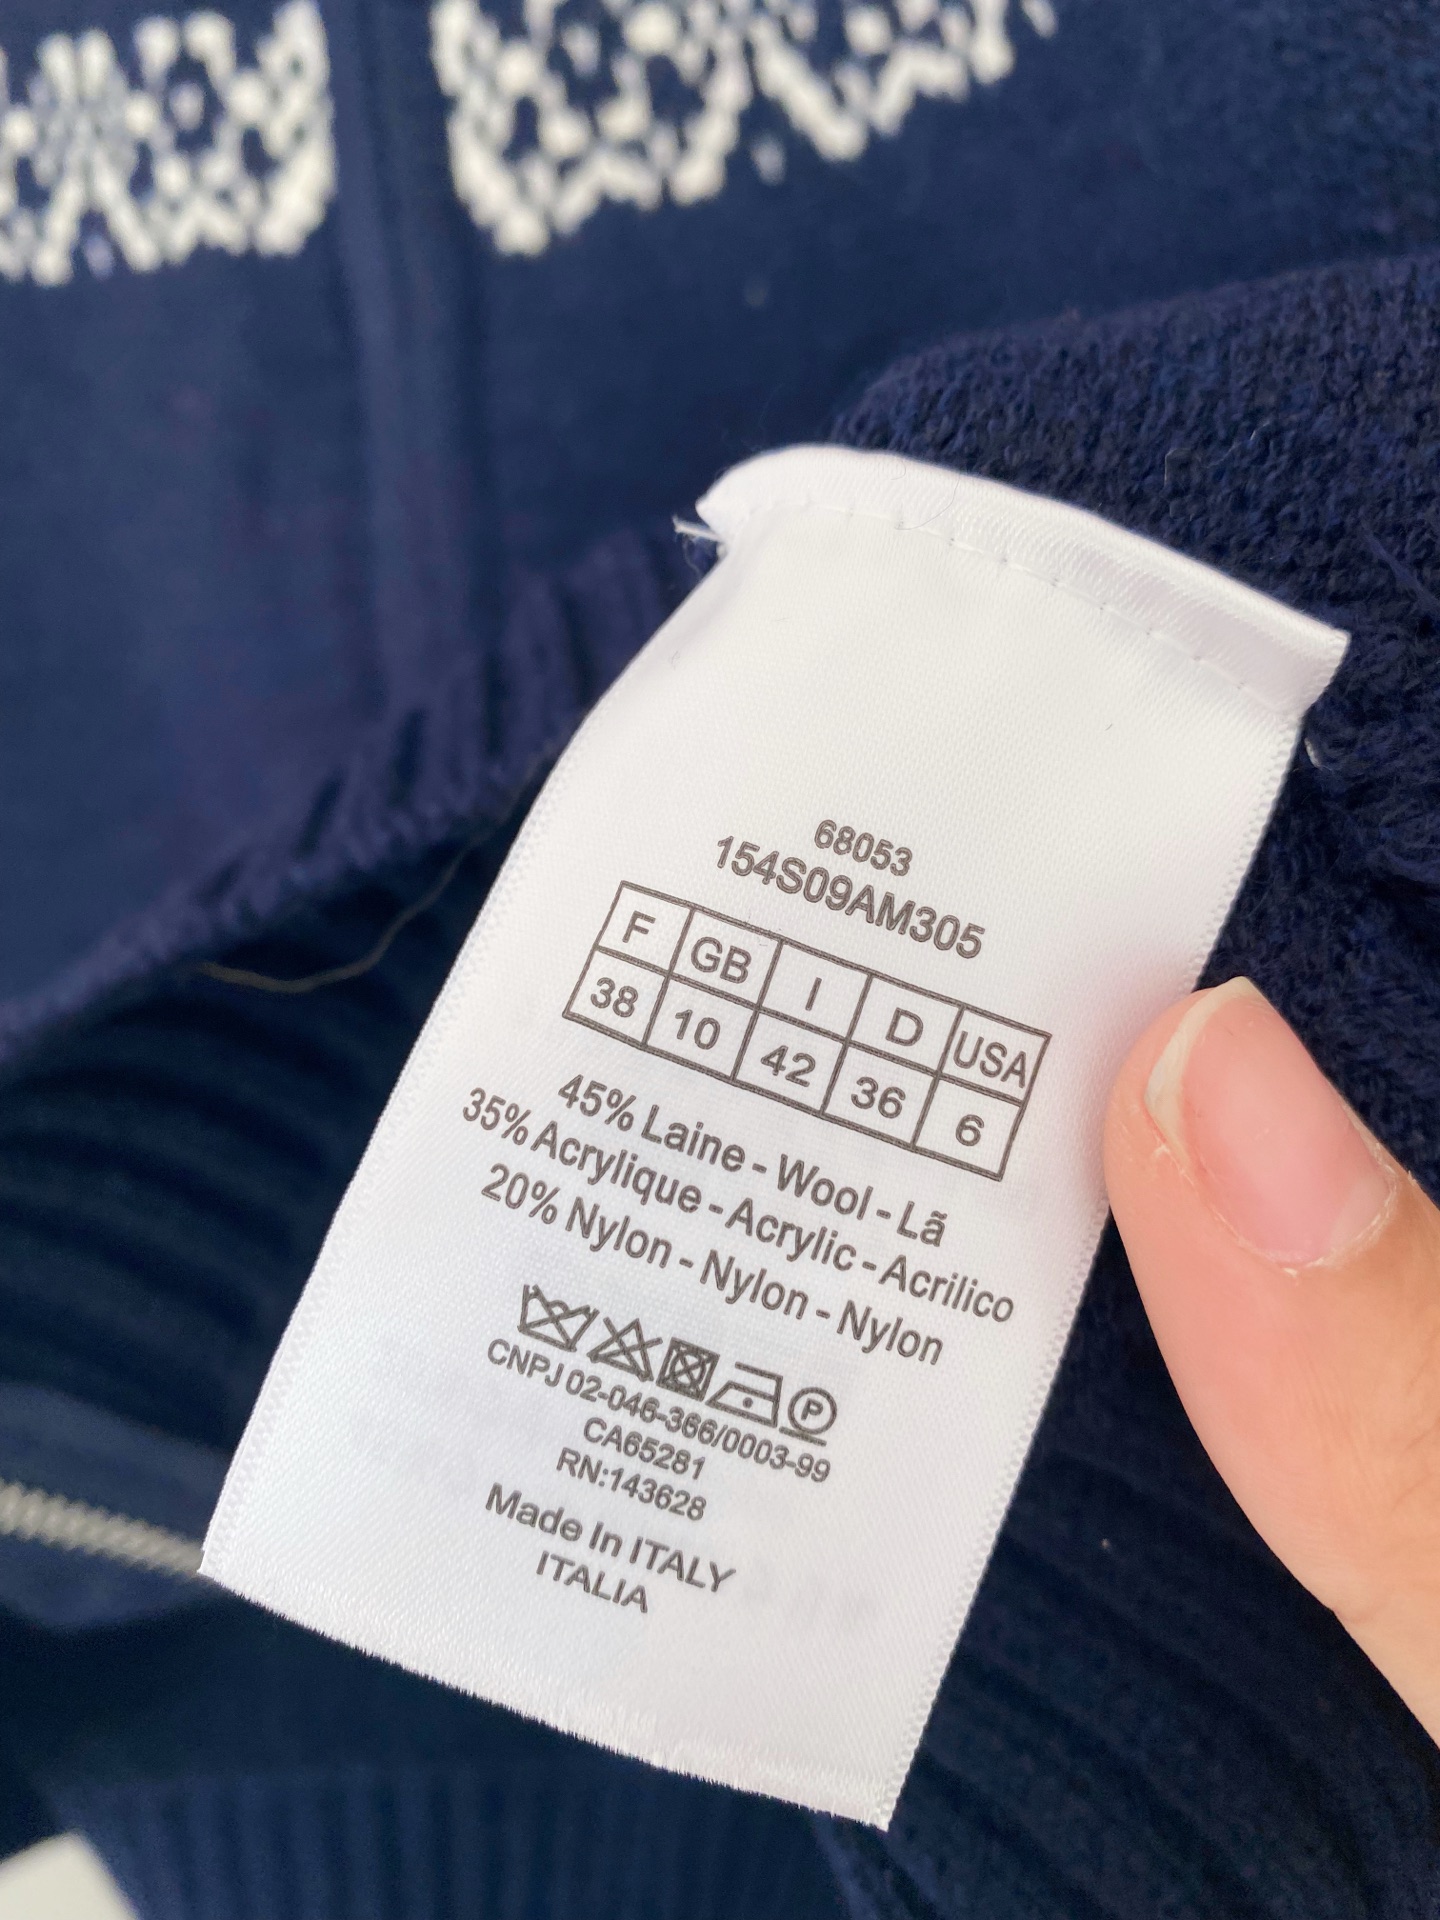 68053
154S09AM305
F GB I D USA
38 10 42 36 6
45% Laine - Wool - Lã
35% Acrylique - Acrylic - Acrilico
20% Nylon - Nylon - Nylon
P
CNPJ 02-046-366/0003-99
CA65281
RN:143628
Made In ITALY
ITALIA